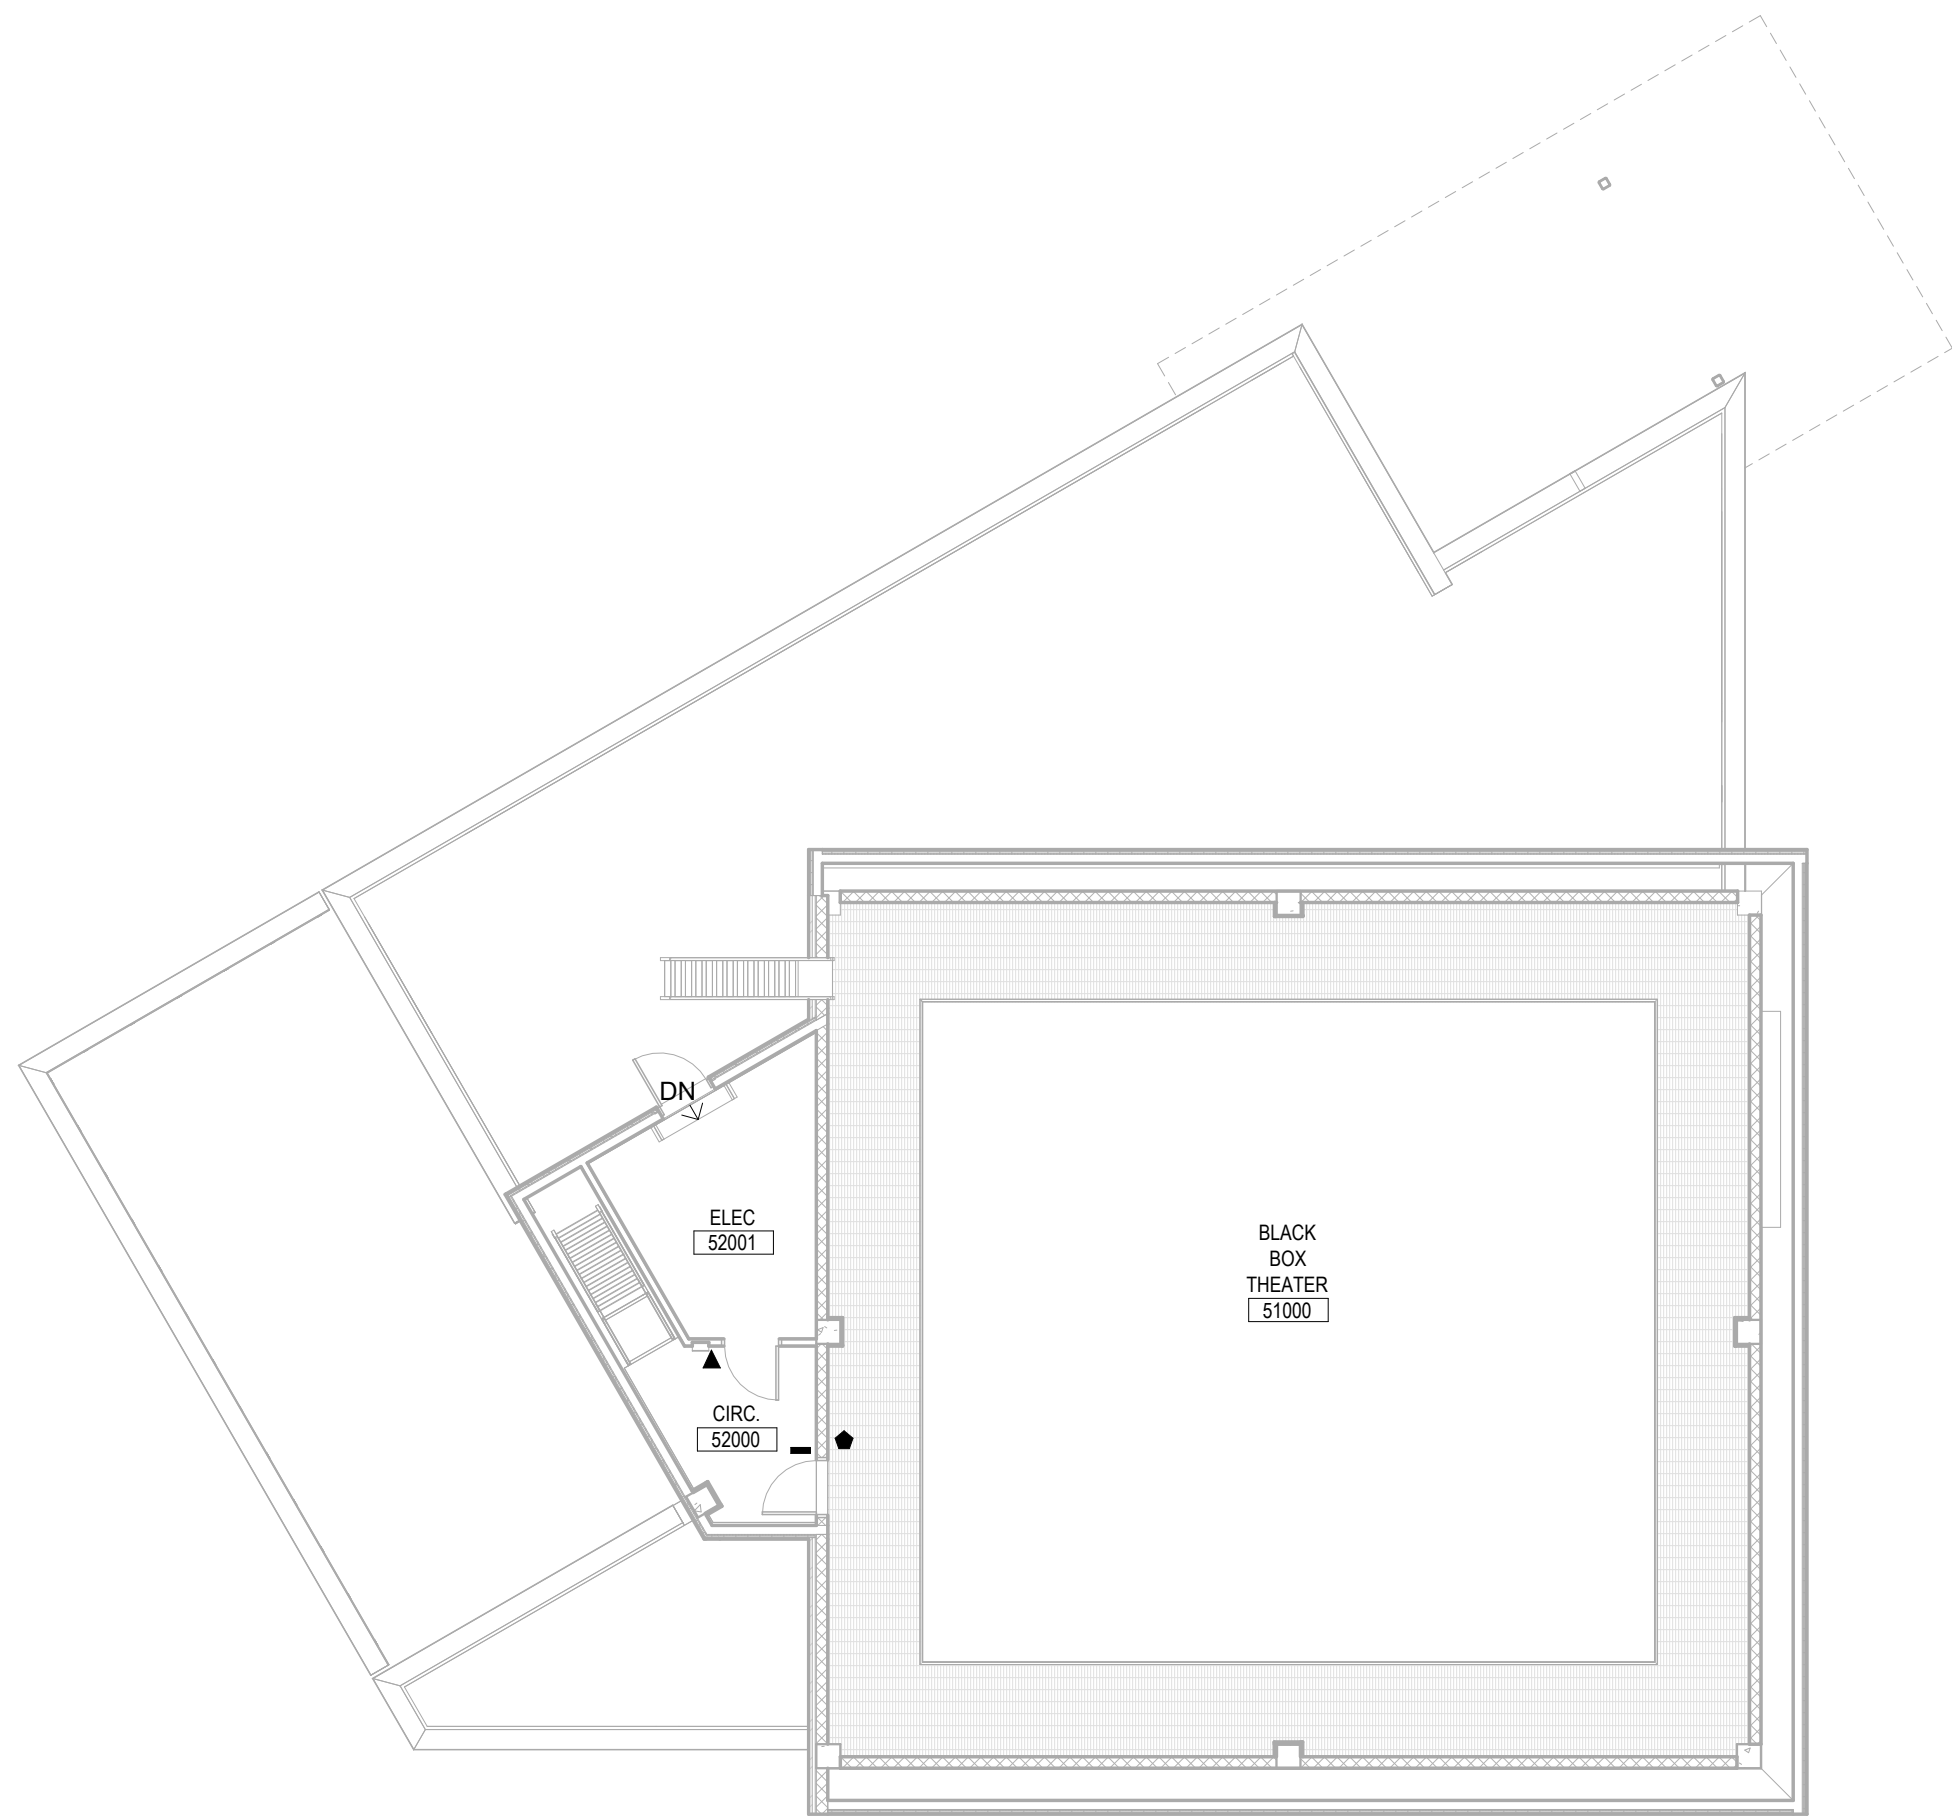 DN
ELEC
52001
BLACK
BOX
THEATER
51000
CIRC.
52000